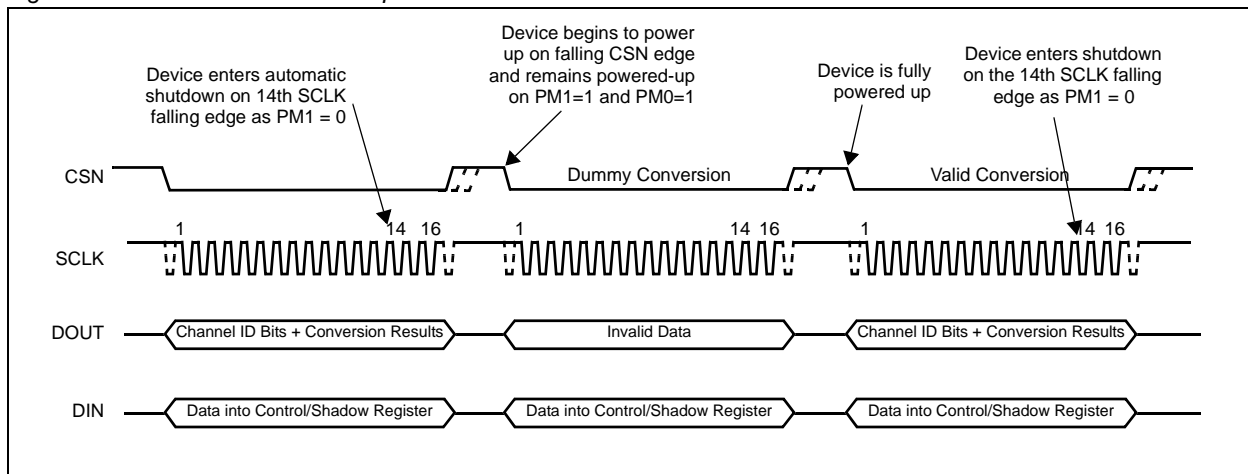 Device enters automatic
shutdown on 14th SCLK
falling edge as PM1 = 0
Device begins to power
up on falling CSN edge
and remains powered-up
on PM1=1 and PM0=1
Device is fully
powered up
Device enters shutdown
on the 14th SCLK falling
edge as PM1 = 0
CSN
Dummy Conversion
Valid Conversion
1 14 16 1 14 16 1 14 16
SCLK
DOUT
Channel ID Bits + Conversion Results
Invalid Data
Channel ID Bits + Conversion Results
DIN
Data into Control/Shadow Register
Data into Control/Shadow Register
Data into Control/Shadow Register